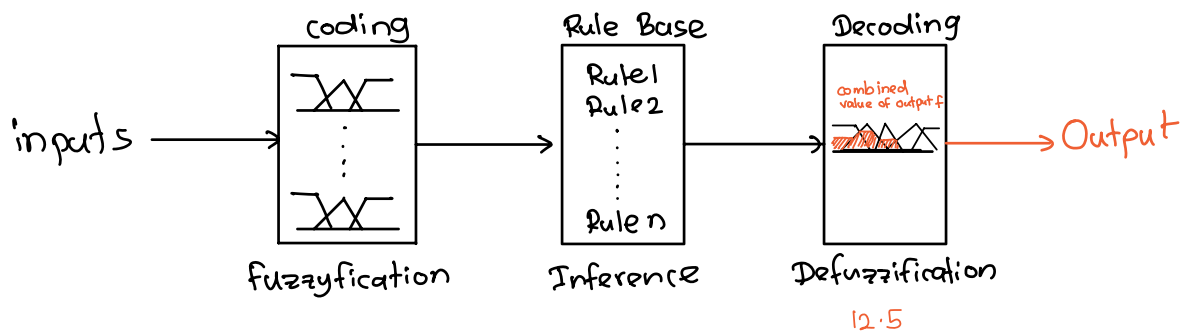 coding
Rule Base
Decoding
Rule1
Rule2
Rule n
combined
value of output f
inputs
Output
fuzzyfication
Inference
Defuzzification
12.5